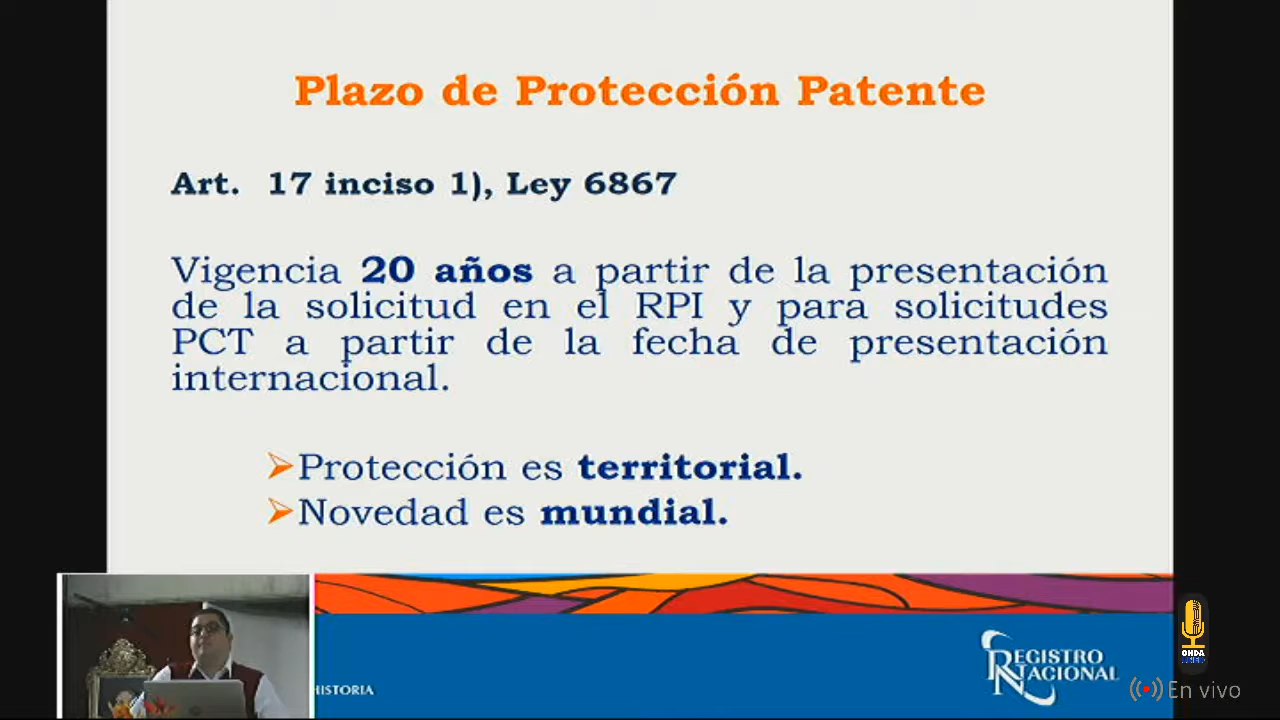 Plazo de Protección Patente
Art. 17 inciso 1), Ley 6867
Vigencia 20 años a partir de la presentación
de la solicitud en el RPI y para solicitudes
PCT a partir de la fecha de presentación
internacional.
Protección es territorial.
Novedad es mundial.
HISTORIA
REGISTRO
NACIONAL
ONDA
En vivo